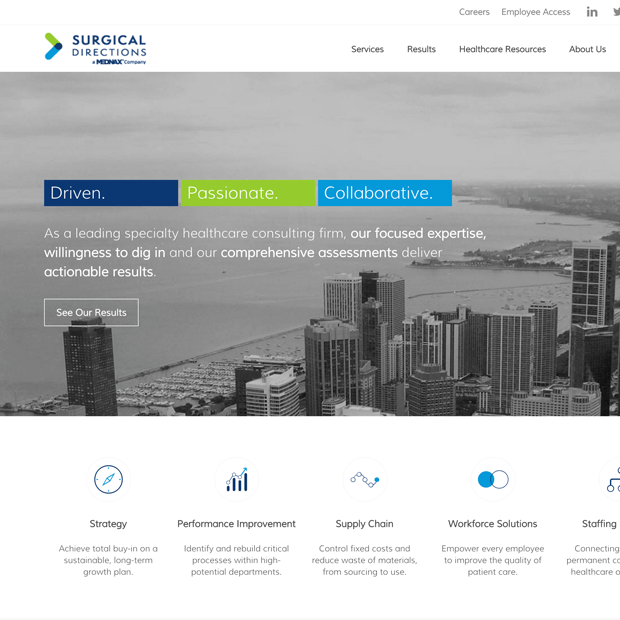 Careers Employee Access
SURGICAL
DIRECTIONS
a MEDNAX Company
Services Results Healthcare Resources About Us
Driven. Passionate. Collaborative.
As a leading specialty healthcare consulting firm, our focused expertise,
willingness to dig in and our comprehensive assessments deliver
actionable results.
See Our Results
Strategy
Achieve total buy-in on a
sustainable, long-term
growth plan.
Performance Improvement
Identify and rebuild critical
processes within high-
potential departments.
Supply Chain
Control fixed costs and
reduce waste of materials,
from sourcing to use.
Workforce Solutions
Empower every employee
to improve the quality of
patient care.
Staffing
Connecting
permanent
healthcare